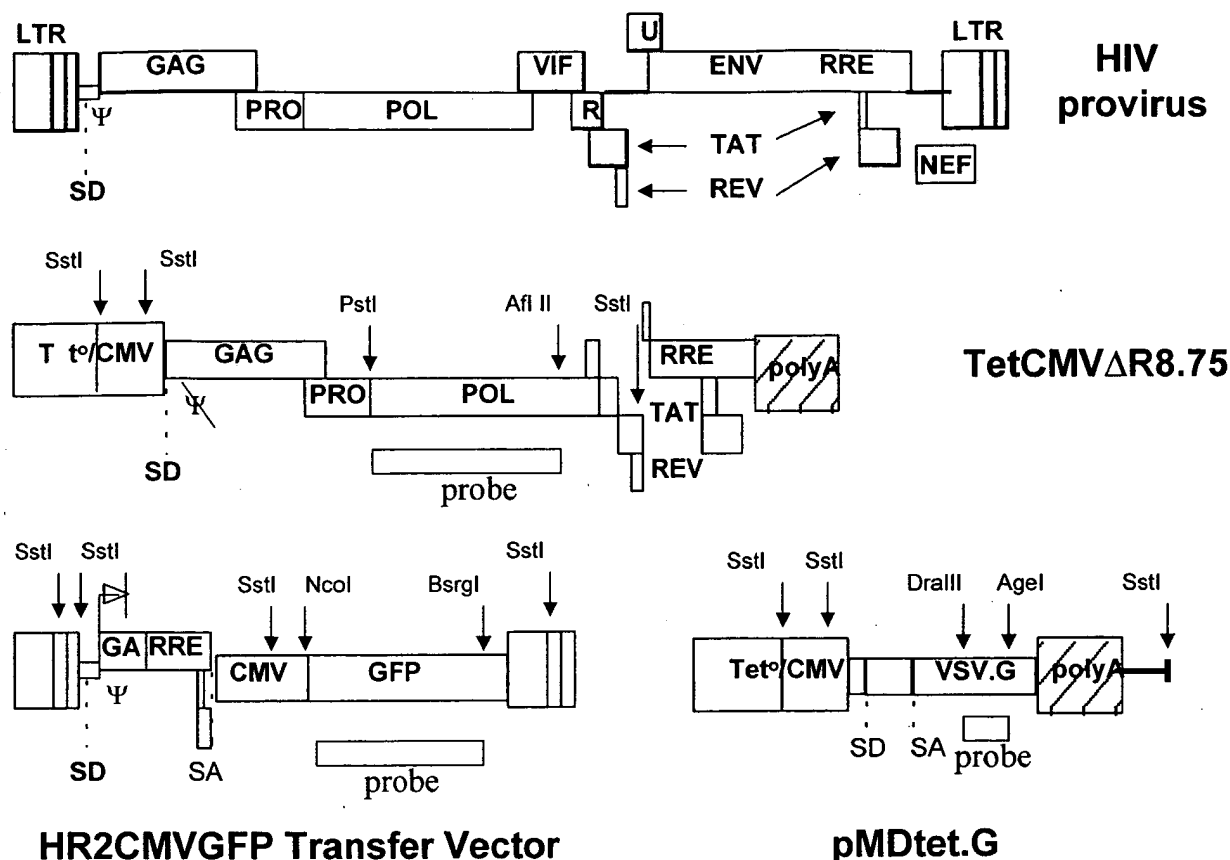 LTR
GAG
VIF
U
ENV
RRE
LTR
HIV
provirus
Ψ
PRO
POL
R
TAT
REV
NEF
SD
SstI
SstI
PstI
Afl II
SstI
T t°/CMV
GAG
RRE
polyA
TetCMVΔR8.75
Ψ
PRO
POL
TAT
SD
REV
probe
SstI
SstI
SstI
NcoI
BsrgI
SstI
GA
RRE
CMV
GFP
Ψ
SD
SA
probe
HR2CMVGFP Transfer Vector
SstI
SstI
DraIII
AgeI
SstI
Tet°/CMV
VSV.G
polyA
SD
SA
probe
pMDtet.G